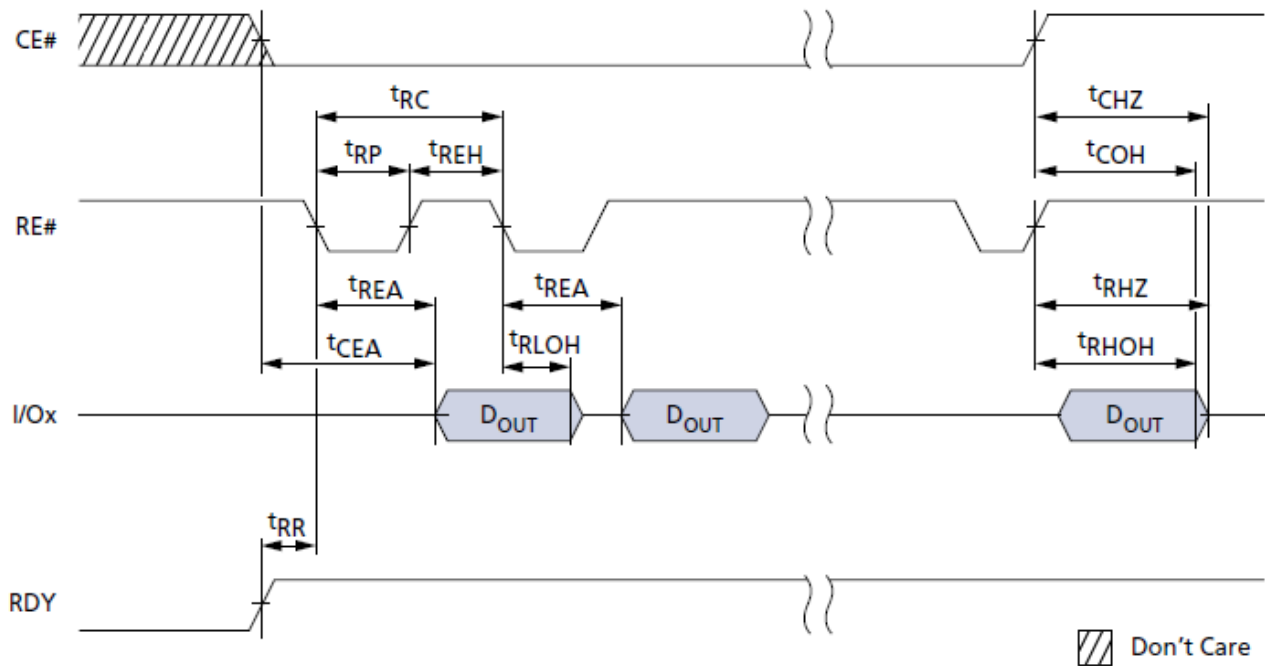 CE#
tRC
tCHZ
tRP
tREH
tCOH
RE#
tREA
tREA
tRHZ
tCEA
tRLOH
tRHOH
I/Ox
DOUT
DOUT
DOUT
tRR
RDY
Don't Care